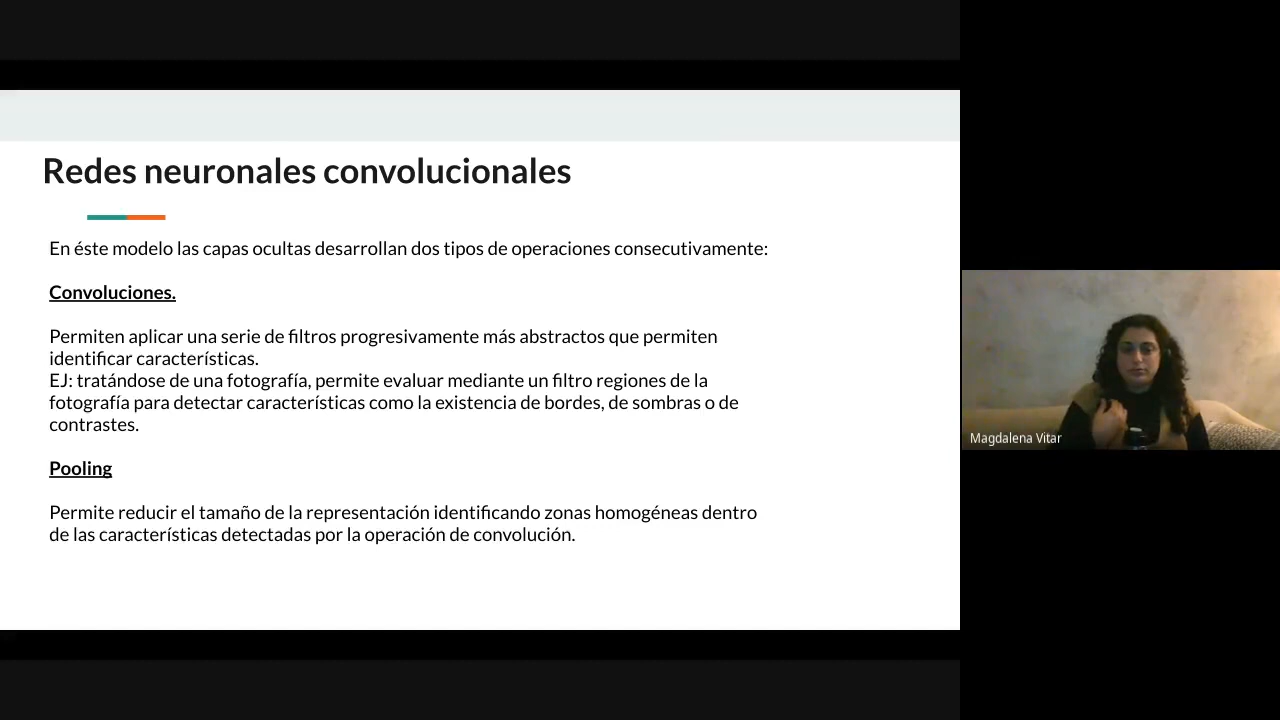 Redes neuronales convolucionales
En éste modelo las capas ocultas desarrollan dos tipos de operaciones consecutivamente:
Convoluciones.
Permiten aplicar una serie de filtros progresivamente más abstractos que permiten
identificar características.
EJ: tratándose de una fotografía, permite evaluar mediante un filtro regiones de la
fotografía para detectar características como la existencia de bordes, de sombras o de
contrastes.
Pooling
Permite reducir el tamaño de la representación identificando zonas homogéneas dentro
de las características detectadas por la operación de convolución.
Magdalena Vitar